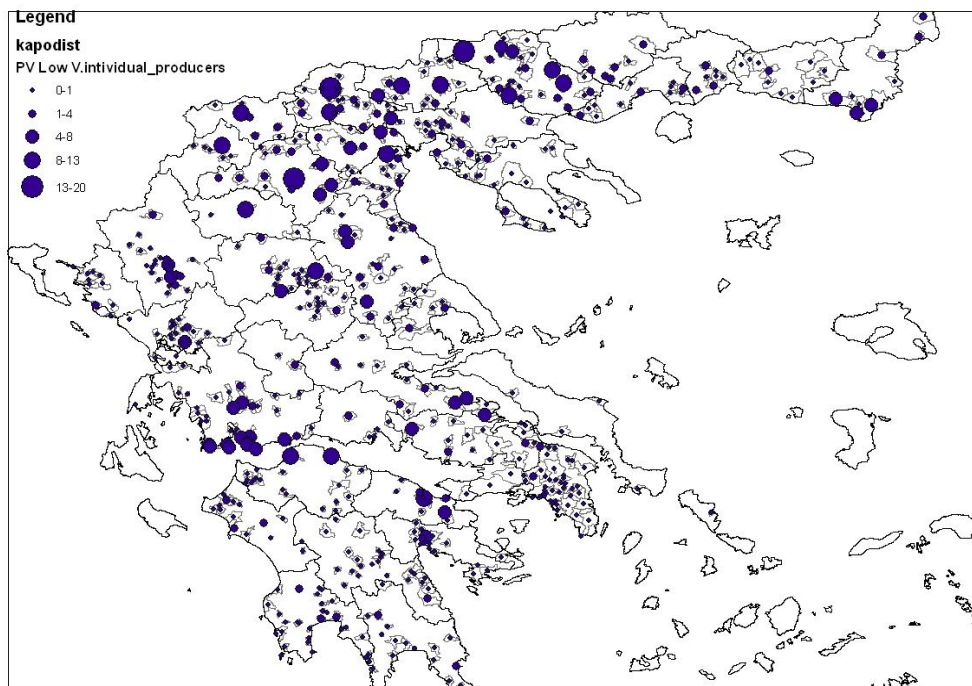 Legend
kapodist
PV Low V.intividual_producers
0-1
1-4
4-8
8-13
13-20